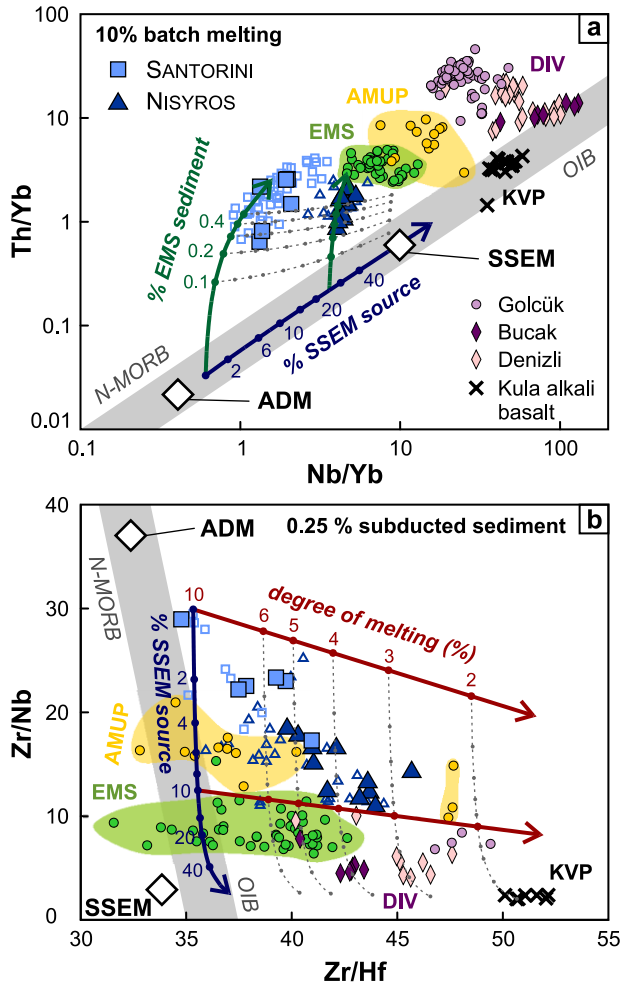 a
10% batch melting
SANTORINI
NISYROS
DIV
AMUP
EMS
KVP
OIB
SSEM
ADM
N-MORB
% EMS sediment
0.4
0.2
0.1
% SSEM source
2
6
10
20
40
Golcük
Bucak
Denizli
Kula alkali
basalt
Th/Yb
100
10
1
0.1
0.01
0.1
1
10
100
Nb/Yb
b
0.25 % subducted sediment
ADM
N-MORB
degree of melting (%)
10
6
5
4
3
2
% SSEM source
2
4
10
20
40
AMUP
EMS
SSEM
OIB
DIV
KVP
Zr/Nb
40
30
20
10
0
30
35
40
45
50
55
Zr/Hf